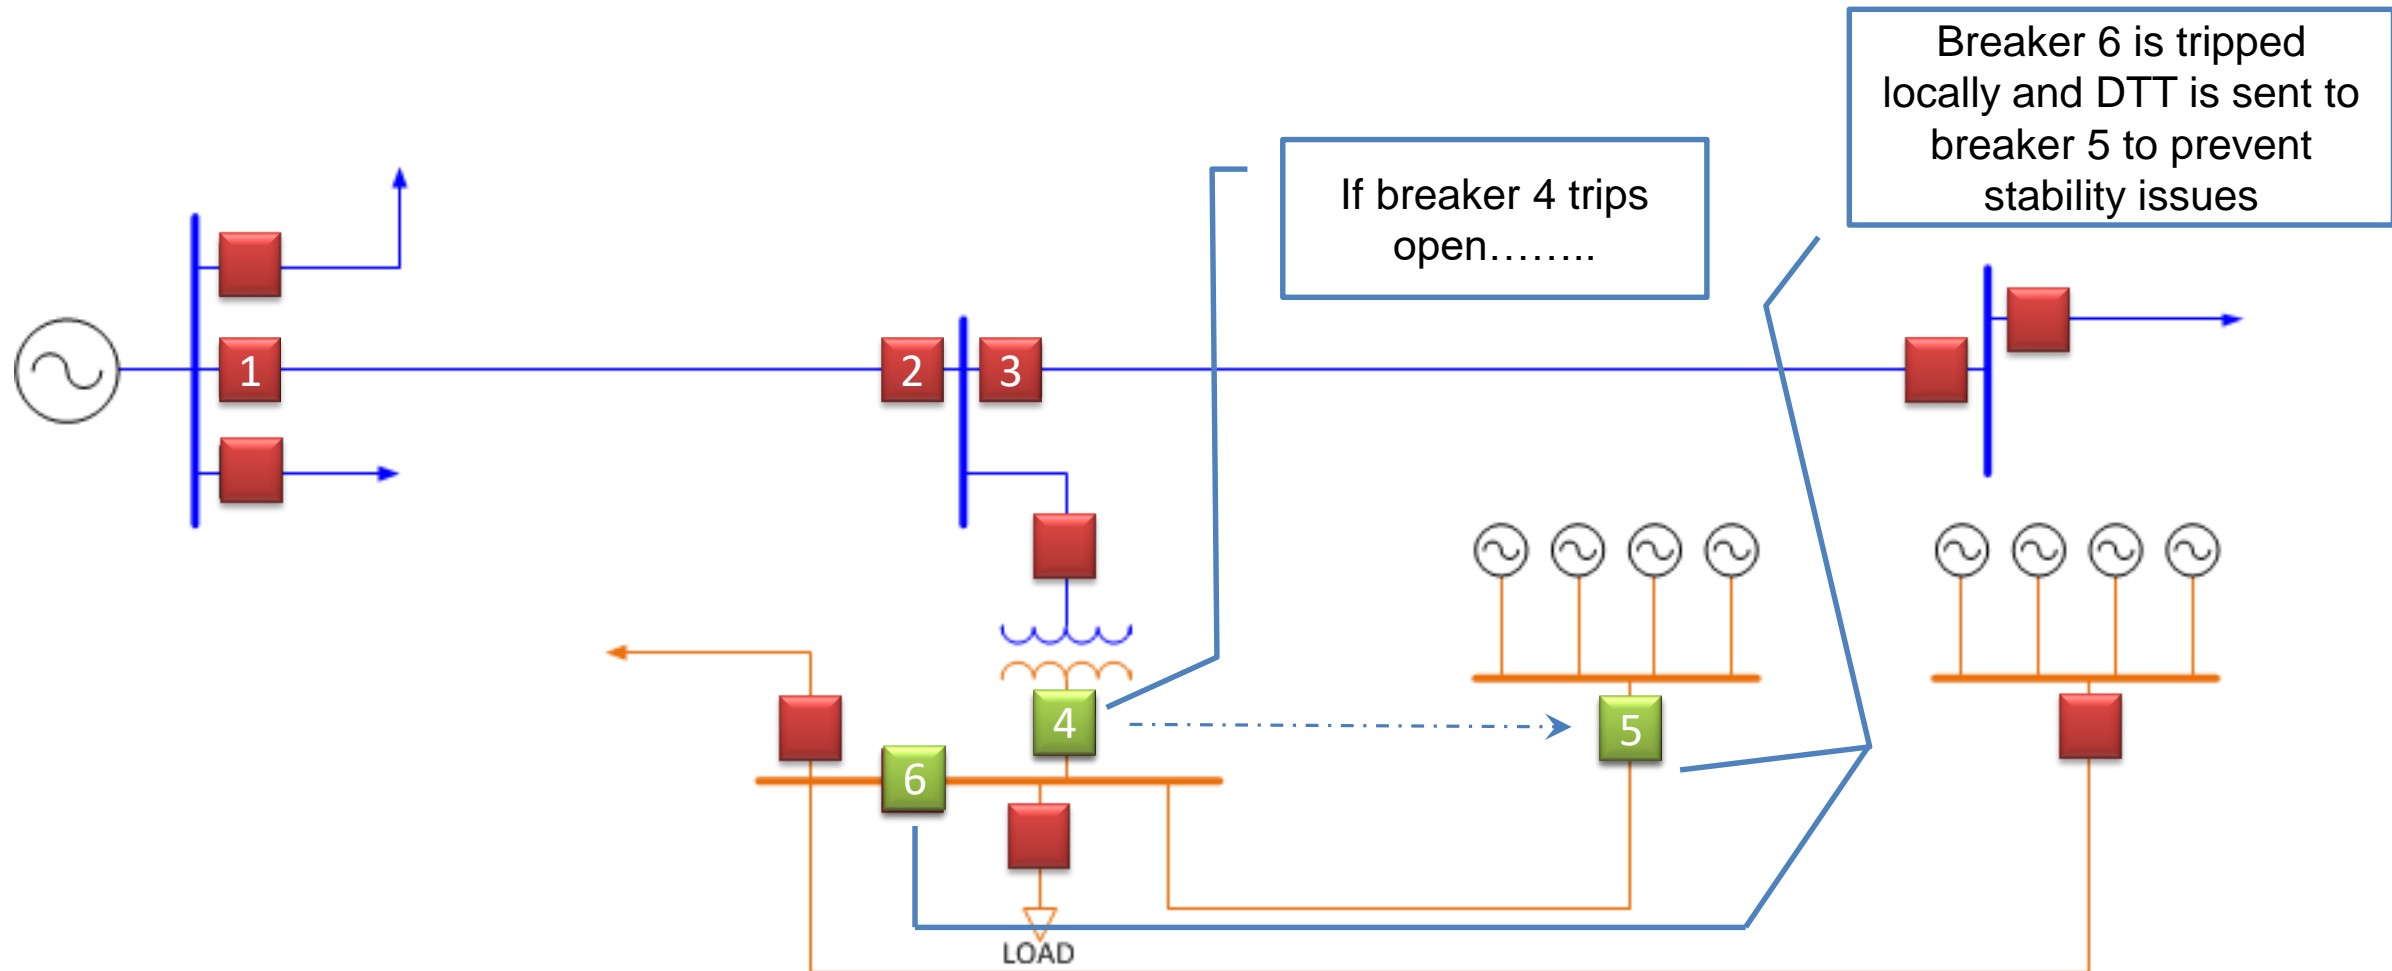 Breaker 6 is tripped
locally and DTT is sent to
breaker 5 to prevent
stability issues
If breaker 4 trips
open……..
1
2
3
4
5
6
LOAD